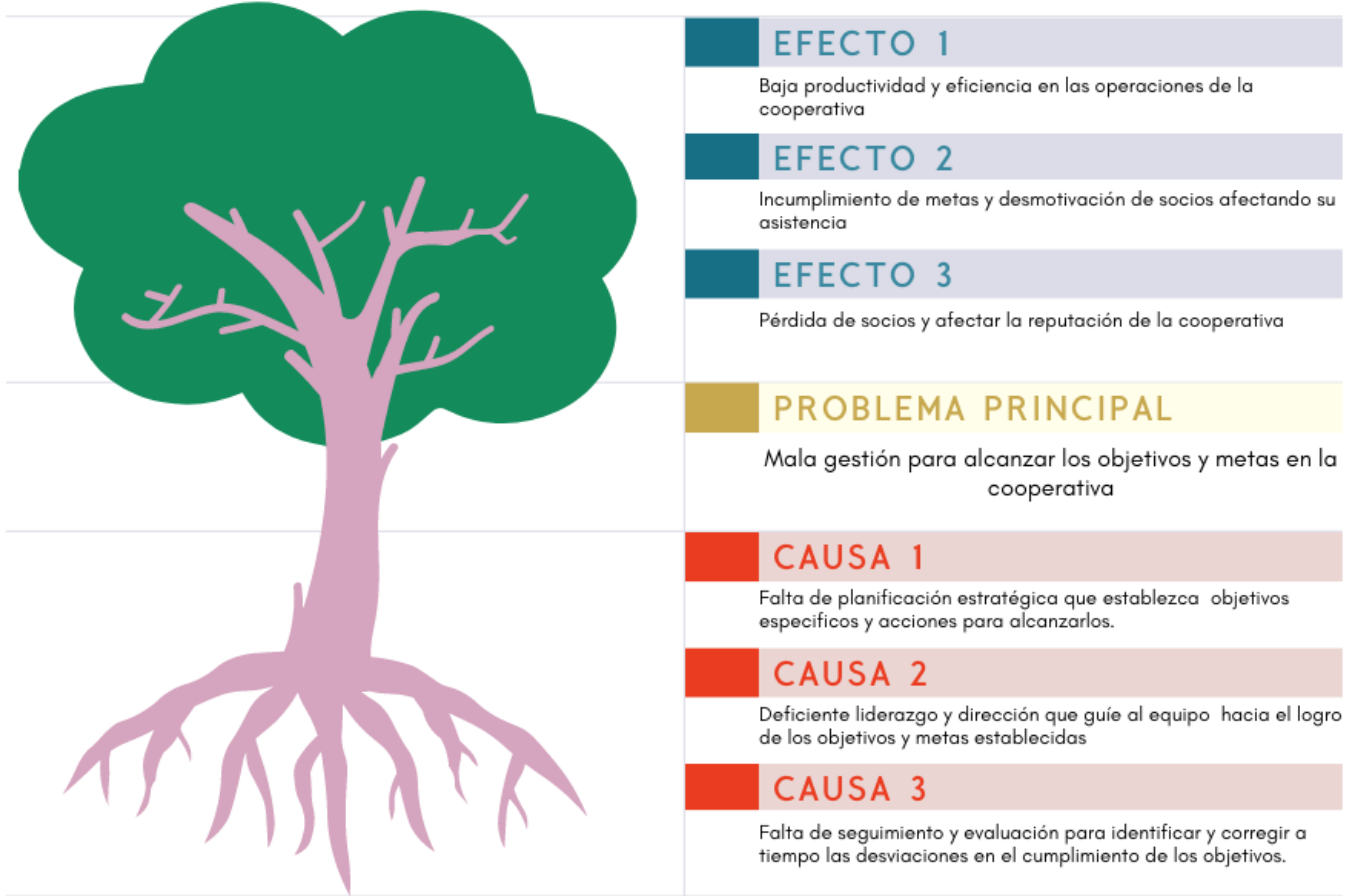 EFECTO 1
Baja productividad y eficiencia en las operaciones de la
cooperativa
EFECTO 2
Incumplimiento de metas y desmotivación de socios afectando su
asistencia
EFECTO 3
Pérdida de socios y afectar la reputación de la cooperativa
PROBLEMA PRINCIPAL
Mala gestión para alcanzar los objetivos y metas en la
cooperativa
CAUSA 1
Falta de planificación estratégica que establezca  objetivos
especificos y acciones para alcanzarlos.
CAUSA 2
Deficiente liderazgo y dirección que guíe al equipo  hacia el logro
de los objetivos y metas establecidas
CAUSA 3
Falta de seguimiento y evaluación para identificar y corregir a
tiempo las desviaciones en el cumplimiento de los objetivos.